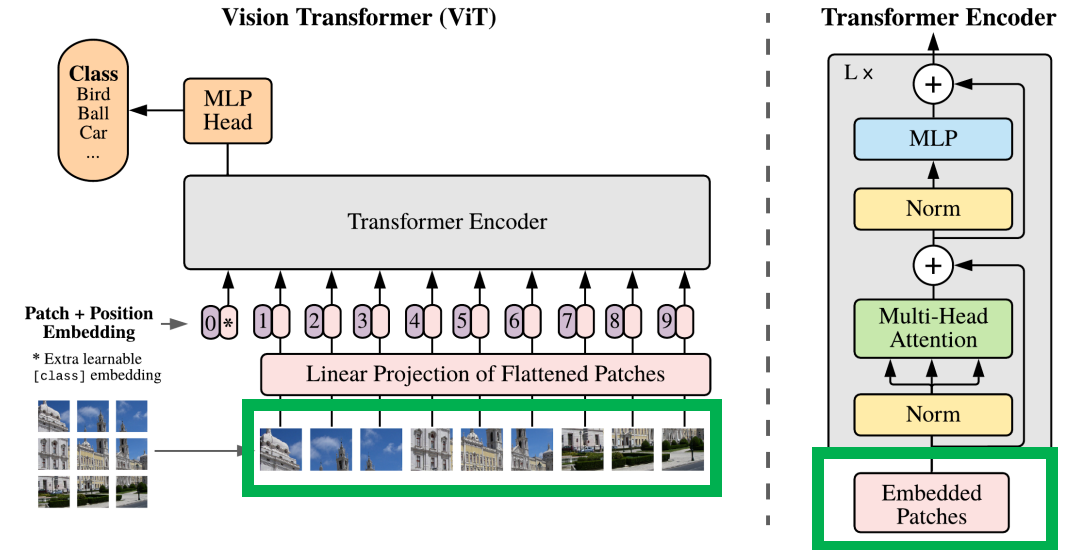 Vision Transformer (ViT)
Class
Bird
Ball
Car
...
MLP
Head
Transformer Encoder
Patch + Position
Embedding
* Extra learnable
[class] embedding
0 * 1 2 3 4 5 6 7 8 9
Linear Projection of Flattened Patches
Transformer Encoder
L ×
+
MLP
Norm
+
Multi-Head
Attention
Norm
Embedded
Patches